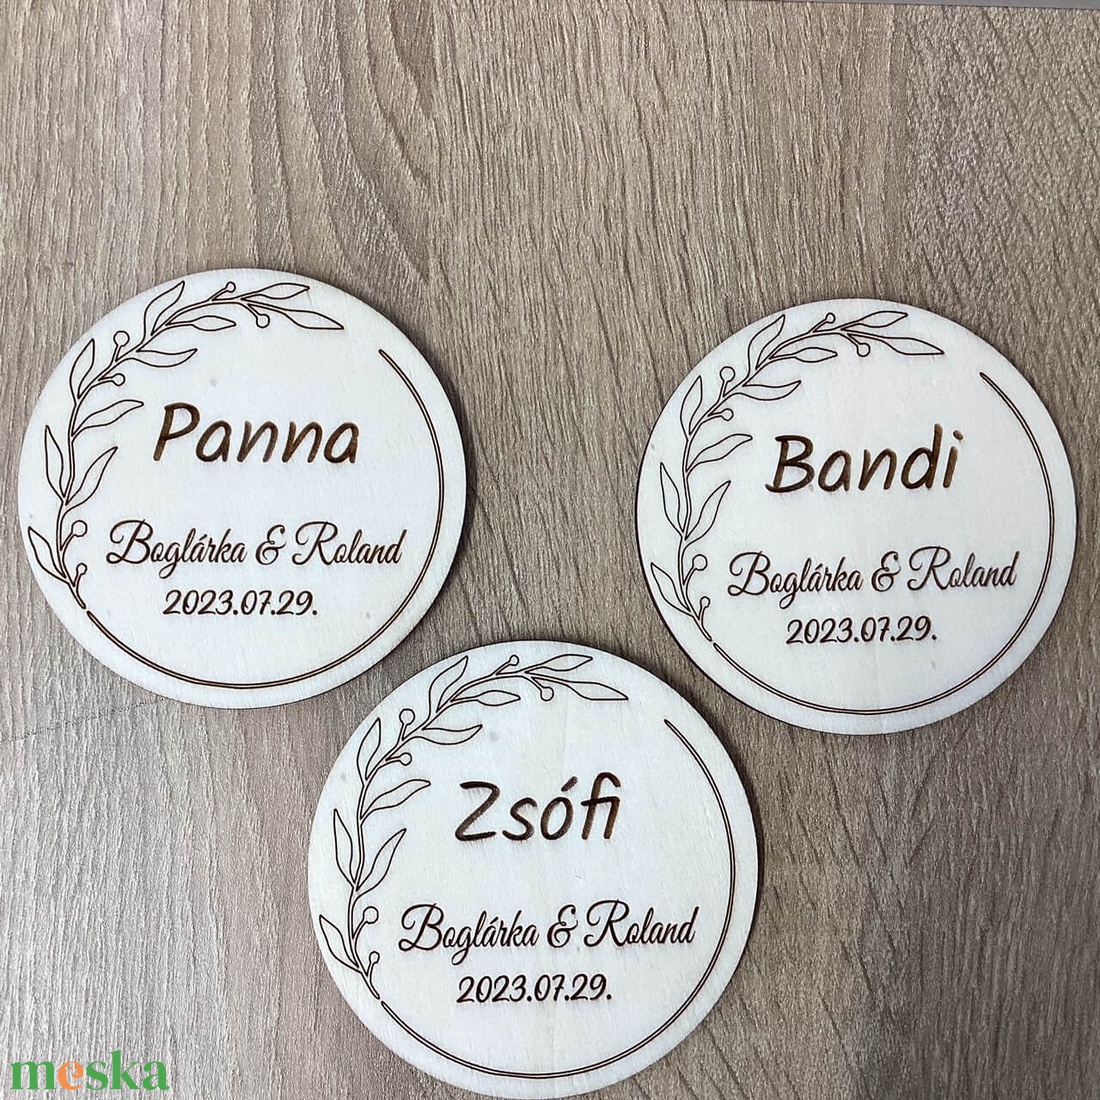 Panna
Boglárka & Roland
2023.07.29.
Bandi
Boglárka & Roland
2023.07.29.
Zsófi
Boglárka & Roland
2023.07.29.
meska